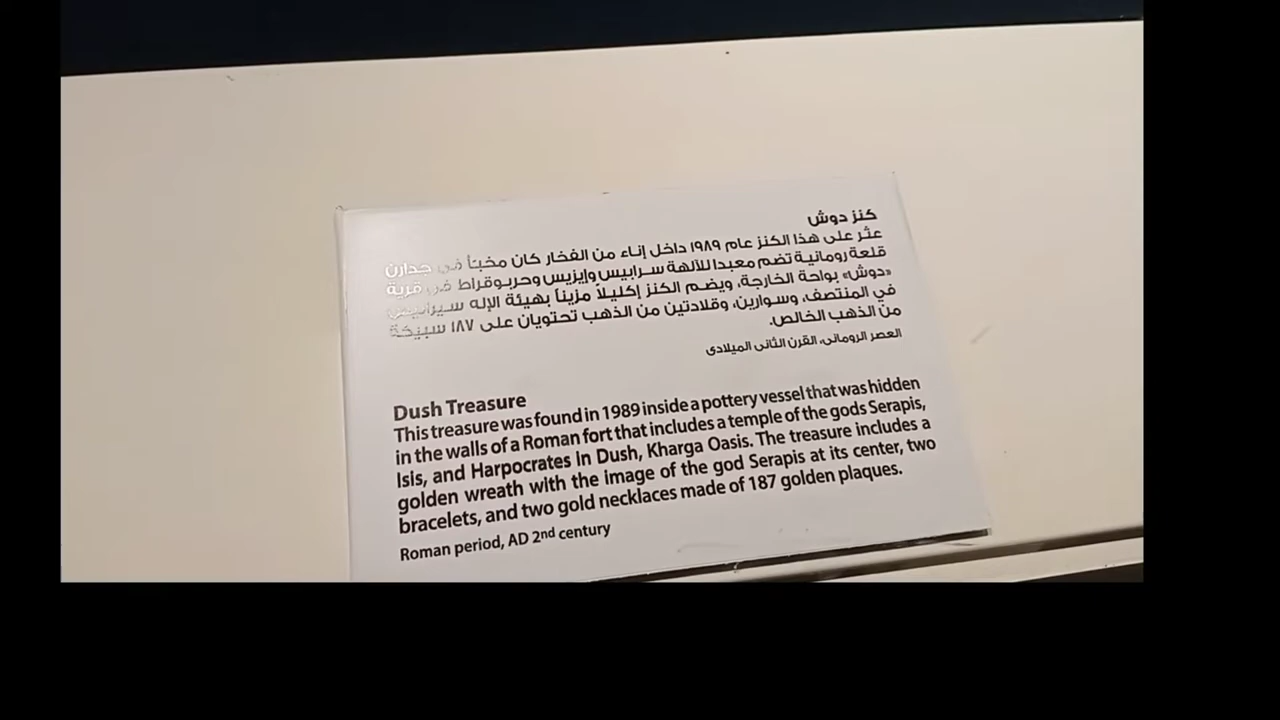 كنز دوش
عثر على هذا الكنز عام ١٩٨٩ داخل إناء من الفخار كان مخبئاً فى جدارن
قلعة رومانية تضم معبدا للآلهة سرابيس وإيزيس وحربوقراط فى قرية
«دوش» بواحة الخارجة، ويضم الكنز إكليلاً مزيناً بهيئة الإله سيرابيس
في المنتصف، وسوارين، وقلادتين من الذهب تحتويان على ١٨٧ سبيكة
من الذهب الخالص.
العصر الرومانى، القرن الثانى الميلادى
Dush Treasure
This treasure was found in 1989 inside a pottery vessel that was hidden
in the walls of a Roman fort that includes a temple of the gods Serapis,
Isis, and Harpocrates In Dush, Kharga Oasis. The treasure includes a
golden wreath with the image of the god Serapis at its center, two
bracelets, and two gold necklaces made of 187 golden plaques.
Roman period, AD 2nd century